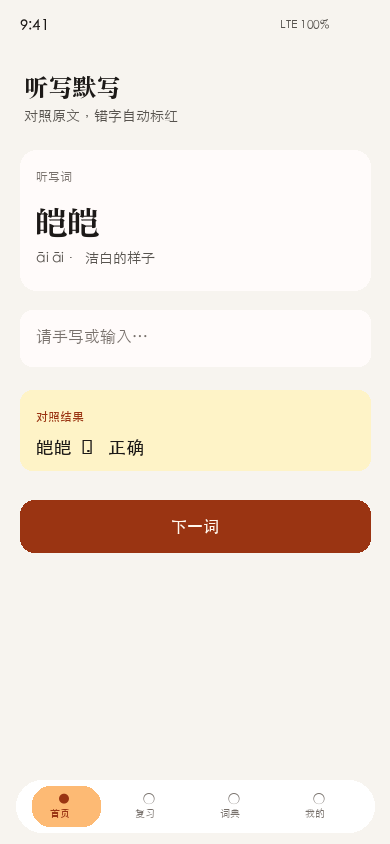 9:41
LTE 100%
听写默写
对照原文 · 错字自动标红
听写词
皑皑
āi āi · 洁白的样子
请手写或输入…
对照结果
皑皑 正确
下一词
首页 复习 词典 我的